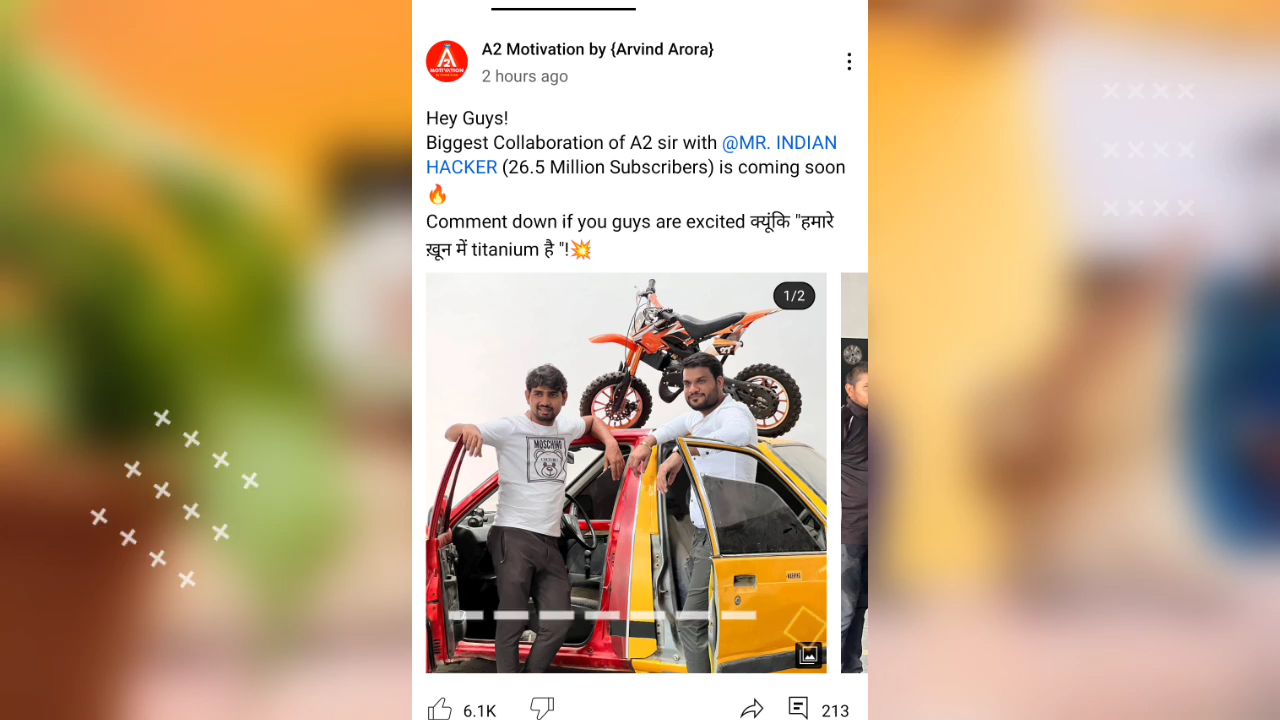 A2 Motivation by {Arvind Arora}
2 hours ago
Hey Guys!
Biggest Collaboration of A2 sir with @MR. INDIAN
HACKER (26.5 Million Subscribers) is coming soon
🔥
Comment down if you guys are excited क्यूंकि "हमारे
ख़ून में titanium है "!💥
1/2
MOSCHINO
6.1K
213